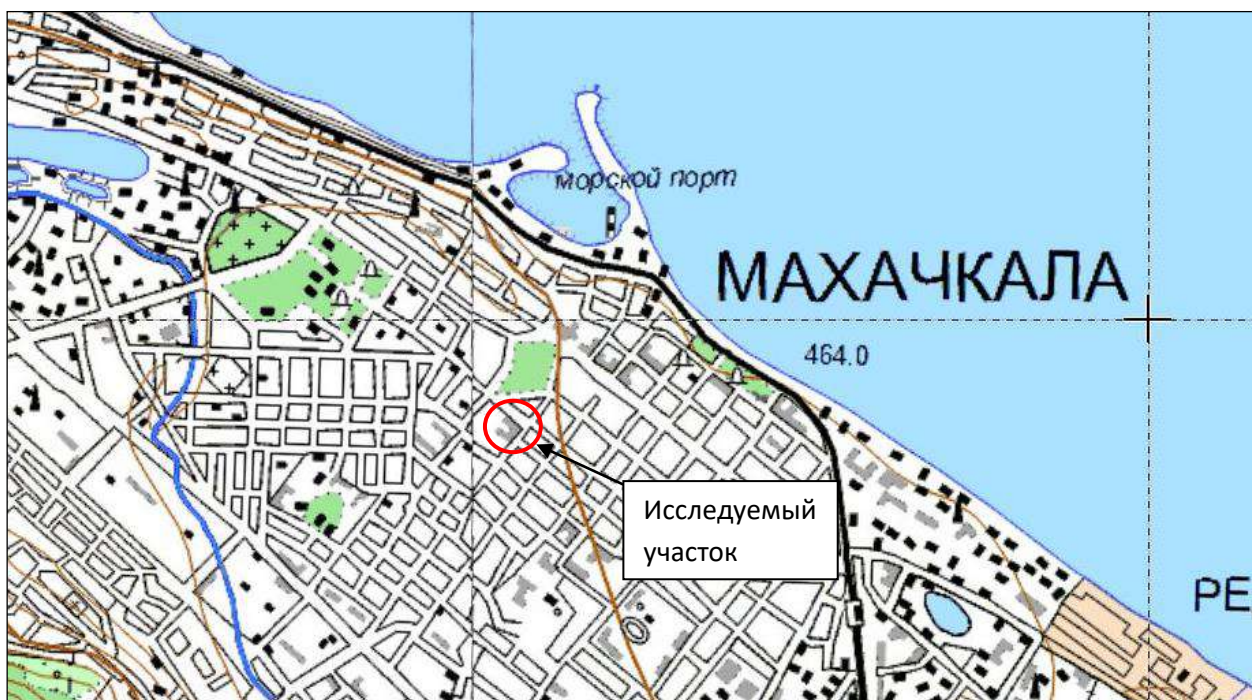 морской порт
МАХАЧКАЛА
464.0
Исследуемый
участок
РЕ